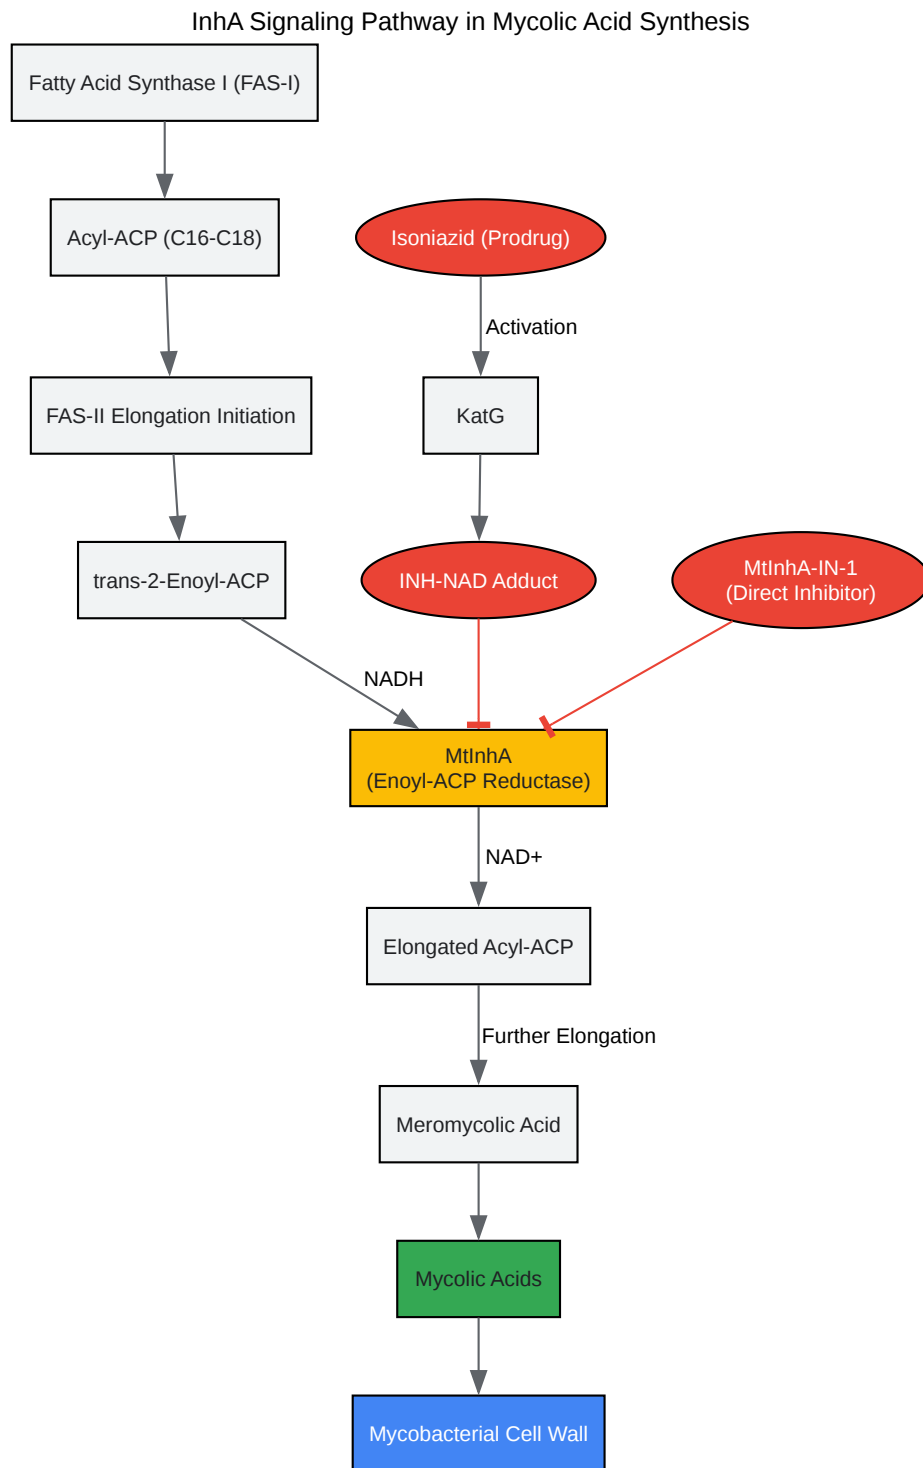 InhA Signaling Pathway in Mycolic Acid Synthesis
Fatty Acid Synthase I (FAS-I)
Acyl-ACP (C16-C18)
Isoniazid (Prodrug)
Activation
FAS-II Elongation Initiation
KatG
trans-2-Enoyl-ACP
INH-NAD Adduct
MtInhA-IN-1
(Direct Inhibitor)
NADH
MtInhA
(Enoyl-ACP Reductase)
NAD+
Elongated Acyl-ACP
Further Elongation
Meromycolic Acid
Mycolic Acids
Mycobacterial Cell Wall